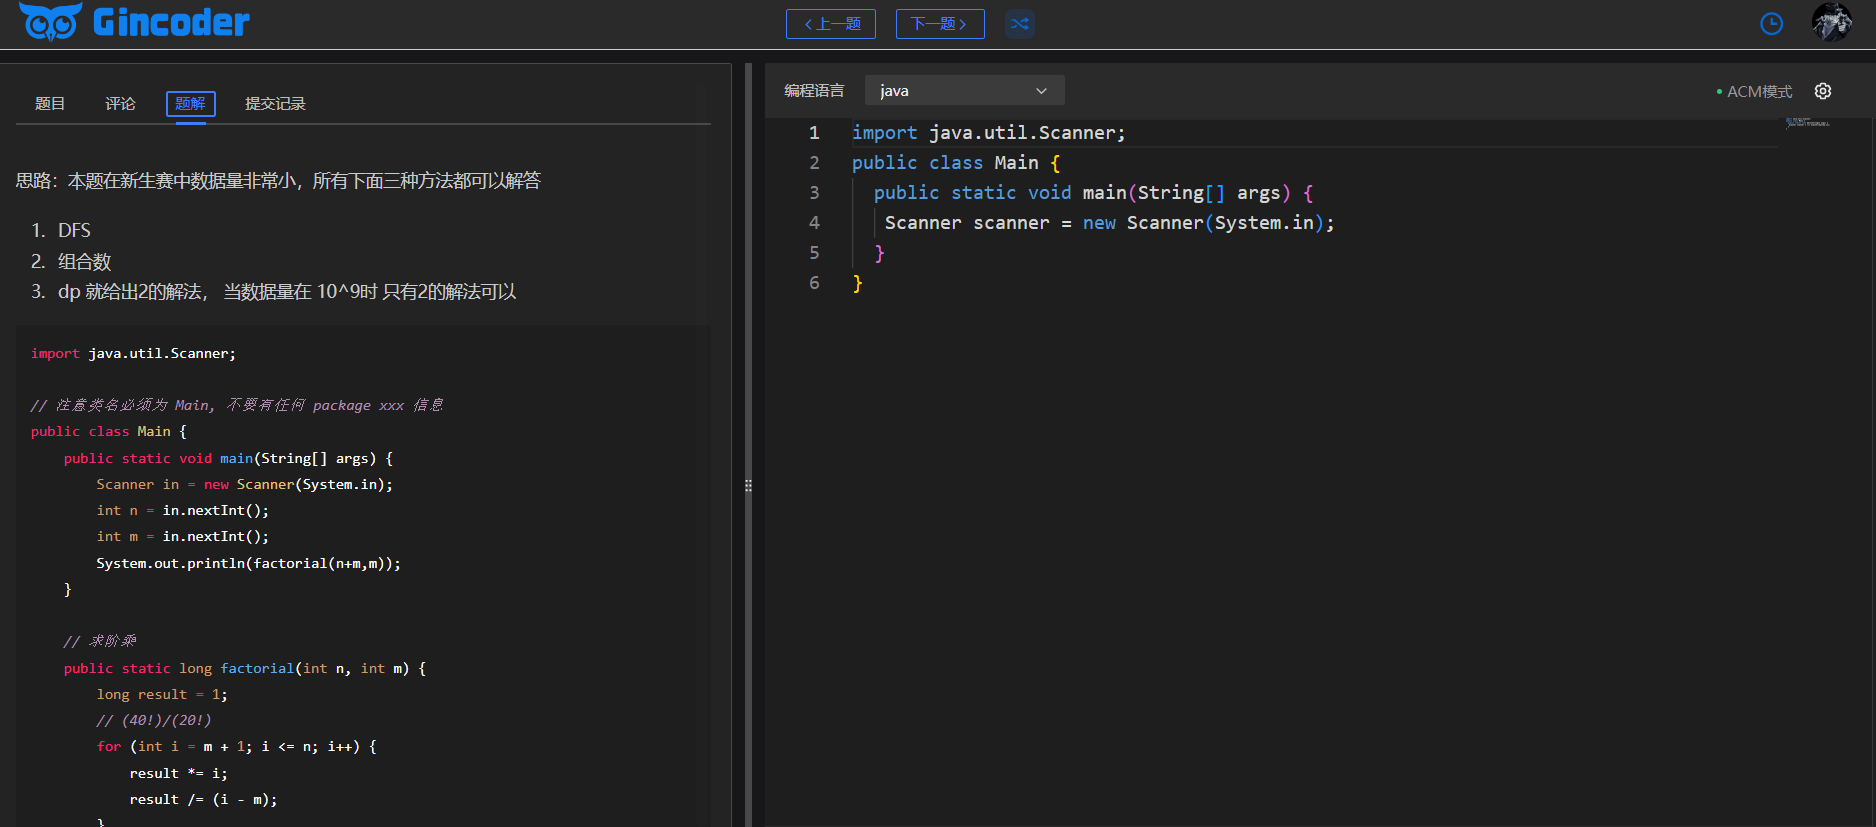 Gincoder
上一题
下一题
题目
评论
题解
提交记录
思路：本题在新生赛中数据量非常小，所有下面三种方法都可以解答
1. DFS
2. 组合数
3. dp 就给出2的解法， 当数据量在 10^9时 只有2的解法可以
import java.util.Scanner;
// 注意类名必须为 Main, 不要有任何 package xxx 信息
public class Main {
public static void main(String[] args) {
Scanner in = new Scanner(System.in);
int n = in.nextInt();
int m = in.nextInt();
System.out.println(factorial(n+m,m));
}
// 求阶乘
public static long factorial(int n, int m) {
long result = 1;
// (40!)/(20!)
for (int i = m + 1; i <= n; i++) {
result *= i;
result /= (i - m);
}
编程语言
java
ACM模式
1 import java.util.Scanner;
2 public class Main {
3 public static void main(String[] args) {
4 Scanner scanner = new Scanner(System.in);
5 }
6 }